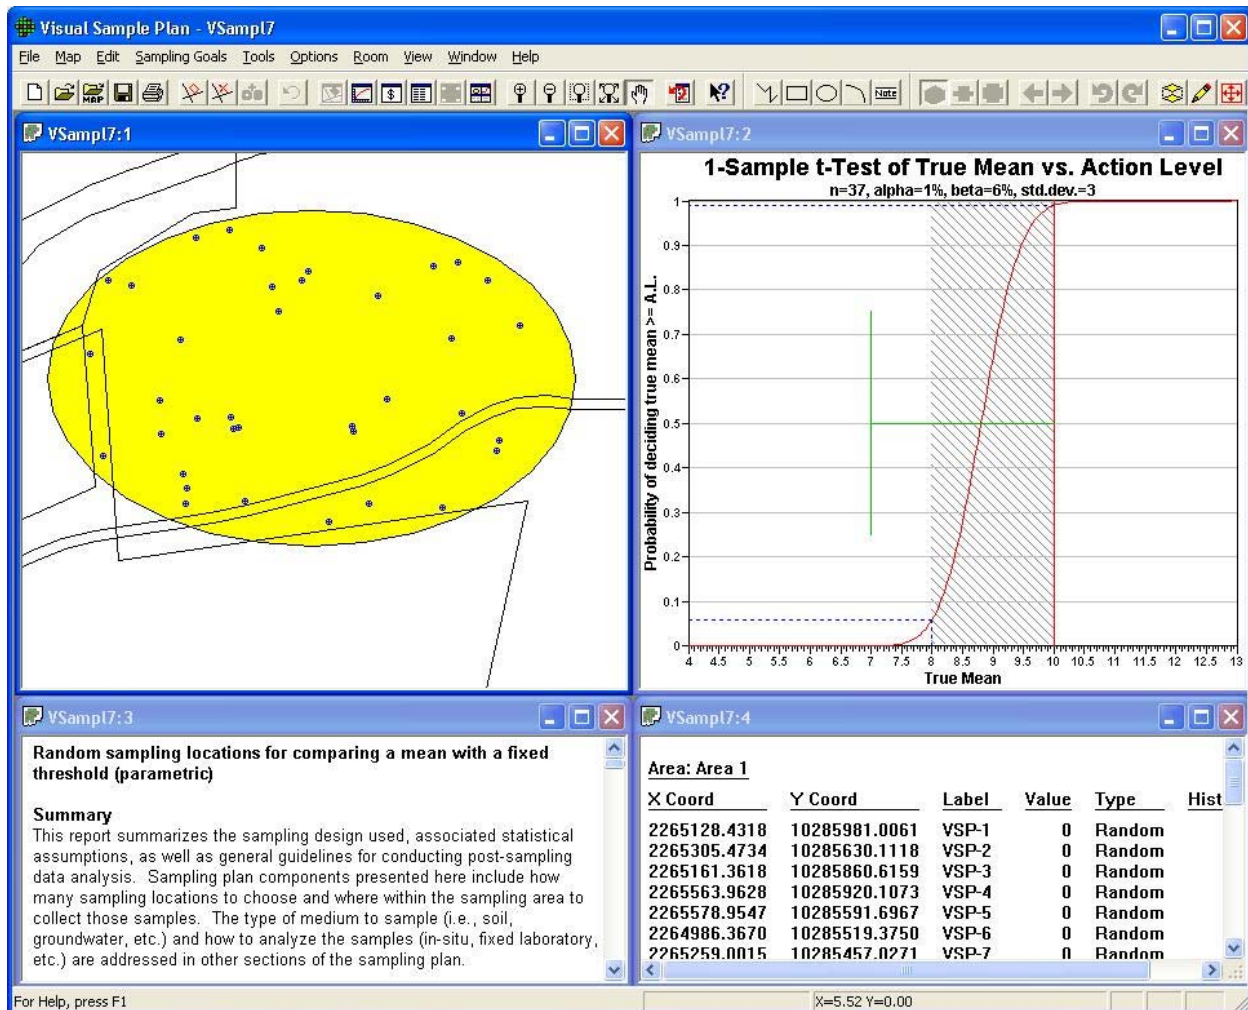 Visual Sample Plan - VSampl7
File Map Edit Sampling Goals Tools Options Room View Window Help
MAP
$
Note
VSampl7:1
VSampl7:2
1-Sample t-Test of True Mean vs. Action Level
n=37, alpha=1%, beta=6%, std.dev.=3
Probability of deciding true mean >= A.L.
1
0.9
0.8
0.7
0.6
0.5
0.4
0.3
0.2
0.1
0
4 4.5 5 5.5 6 6.5 7 7.5 8 8.5 9 9.5 10 10.5 11 11.5 12 12.5 13
True Mean
VSampl7:3
Random sampling locations for comparing a mean with a fixed
threshold (parametric)
Summary
This report summarizes the sampling design used, associated statistical
assumptions, as well as general guidelines for conducting post-sampling
data analysis. Sampling plan components presented here include how
many sampling locations to choose and where within the sampling area to
collect those samples. The type of medium to sample (i.e., soil,
groundwater, etc.) and how to analyze the samples (in-situ, fixed laboratory,
etc.) are addressed in other sections of the sampling plan.
VSampl7:4
Area: Area 1
X Coord Y Coord Label Value Type Hist
2265128.4318 10285981.0061 VSP-1 0 Random
2265305.4734 10285630.1118 VSP-2 0 Random
2265161.3618 10285860.6159 VSP-3 0 Random
2265563.9628 10285920.1073 VSP-4 0 Random
2265578.9547 10285591.6967 VSP-5 0 Random
2264986.3670 10285519.3750 VSP-6 0 Random
2265259.0015 10285457.0271 VSP-7 0 Random
For Help, press F1
X=5.52 Y=0.00